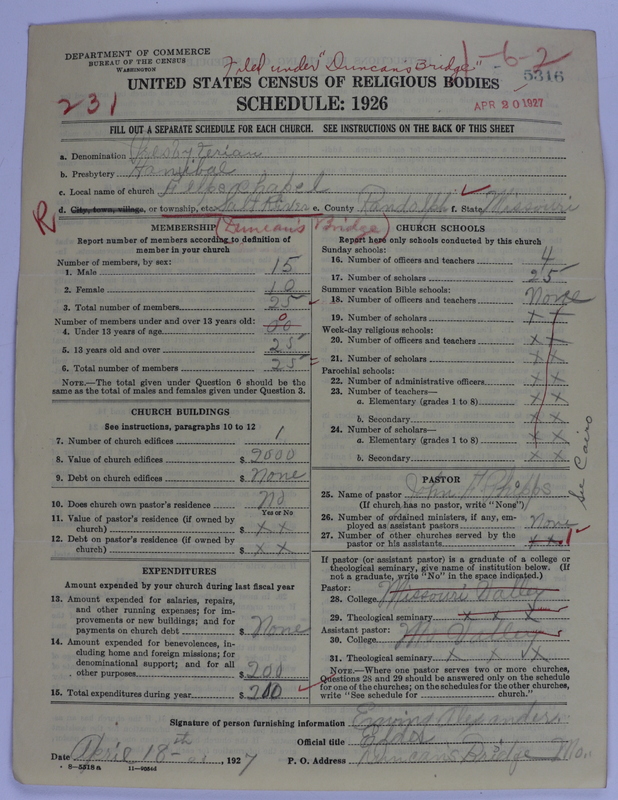 DEPARTMENT OF COMMERCE
BUREAU OF THE CENSUS
WASHINGTON
Filed under "Duncans Bridge"
1-6-2
5316
UNITED STATES CENSUS OF RELIGIOUS BODIES
231
SCHEDULE: 1926
APR 20 1927
FILL OUT A SEPARATE SCHEDULE FOR EACH CHURCH. SEE INSTRUCTIONS ON THE BACK OF THIS SHEET
a. Denomination Presbyterian
b. Presbytery Hannibal
c. Local name of church Chapel
R d. City, town, village, or township, etc. Salt River e. County Randolph f. State Missouri
(Duncan's Bridge)
MEMBERSHIP
Report number of members according to definition of member in your church
Number of members, by sex:
1. Male 15
2. Female 10
3. Total number of members 25
Number of members under and over 13 years old:
4. Under 13 years of age 00 0
5. 13 years old and over 25
6. Total number of members 25 =
NOTE.—The total given under Question 6 should be the same as the total of males and females given under Question 3.
CHURCH BUILDINGS
See instructions, paragraphs 10 to 12
7. Number of church edifices 1
8. Value of church edifices $ 2000
9. Debt on church edifices $ None
10. Does church own pastor's residence No
Yes or No
11. Value of pastor's residence (if owned by church) $ x x
12. Debt on pastor's residence (if owned by church) $ x x
EXPENDITURES
Amount expended by your church during last fiscal year
13. Amount expended for salaries, repairs, and other running expenses; for improvements or new buildings; and for payments on church debt $ None
14. Amount expended for benevolences, including home and foreign missions; for denominational support; and for all other purposes $ 200
15. Total expenditures during year $ 200
CHURCH SCHOOLS
Report here only schools conducted by this church
Sunday schools:
16. Number of officers and teachers 4
17. Number of scholars 25
Summer vacation Bible schools:
18. Number of officers and teachers None
19. Number of scholars x x
Week-day religious schools:
20. Number of officers and teachers x x
21. Number of scholars x x
Parochial schools:
22. Number of administrative officers x x
23. Number of teachers—
a. Elementary (grades 1 to 8) x x
b. Secondary x x
24. Number of scholars—
a. Elementary (grades 1 to 8) x x
b. Secondary x x
See Cairo
PASTOR
25. Name of pastor John
(If church has no pastor, write "None")
26. Number of ordained ministers, if any, employed as assistant pastors None
27. Number of other churches served by the pastor or his assistants x x 1
If pastor (or assistant pastor) is a graduate of a college or theological seminary, give name of institution below. (If not a graduate, write "No" in the space indicated.)
Pastor:
28. College Missouri Valley
29. Theological seminary x x x
Assistant pastor:
30. College Mo Valley
31. Theological seminary x x x
NOTE.—Where one pastor serves two or more churches, Questions 28 and 29 should be answered only on the schedule for one of the churches; on the schedules for the other churches, write "See schedule for church."
Signature of person furnishing information Alexander
Official title Elder
Date April 18th, 1927 P. O. Address Duncans Bridge Mo.
8-5518 a